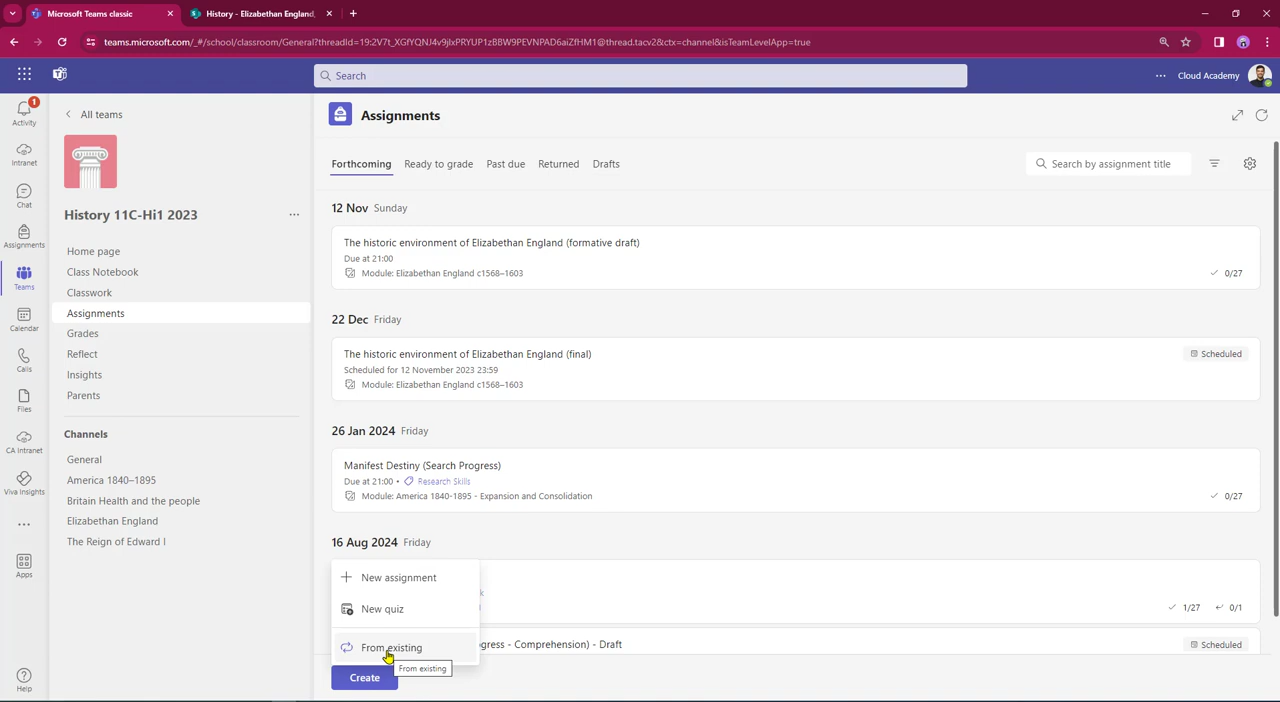 Microsoft Teams classic
History - Elizabethan England,
teams.microsoft.com/_#/school/classroom/General?threadId=19:2V7t_XGfYQNJ4v9jlxPRYUP1zBBW9PEVNPAD6aiZfHM1@thread.tacv2&ctx=channel&isTeamLevelApp=true
Search
Cloud Academy
Activity
1
Intranet
Chat
Assignments
Teams
Calendar
Calls
Files
CA Intranet
Viva Insights
Apps
Help
All teams
History 11C-Hi1 2023
Home page
Class Notebook
Classwork
Assignments
Grades
Reflect
Insights
Parents
Channels
General
America 1840–1895
Britain Health and the people
Elizabethan England
The Reign of Edward I
Assignments
Forthcoming
Ready to grade
Past due
Returned
Drafts
Search by assignment title
12 Nov Sunday
The historic environment of Elizabethan England (formative draft)
Due at 21:00
Module: Elizabethan England c1568–1603
0/27
22 Dec Friday
The historic environment of Elizabethan England (final)
Scheduled
Scheduled for 12 November 2023 23:59
Module: Elizabethan England c1568–1603
26 Jan 2024 Friday
Manifest Destiny (Search Progress)
Due at 21:00 • Research Skills
Module: America 1840-1895 - Expansion and Consolidation
0/27
16 Aug 2024 Friday
k
1/27
0/1
gress - Comprehension) - Draft
Scheduled
New assignment
New quiz
From existing
From existing
Create